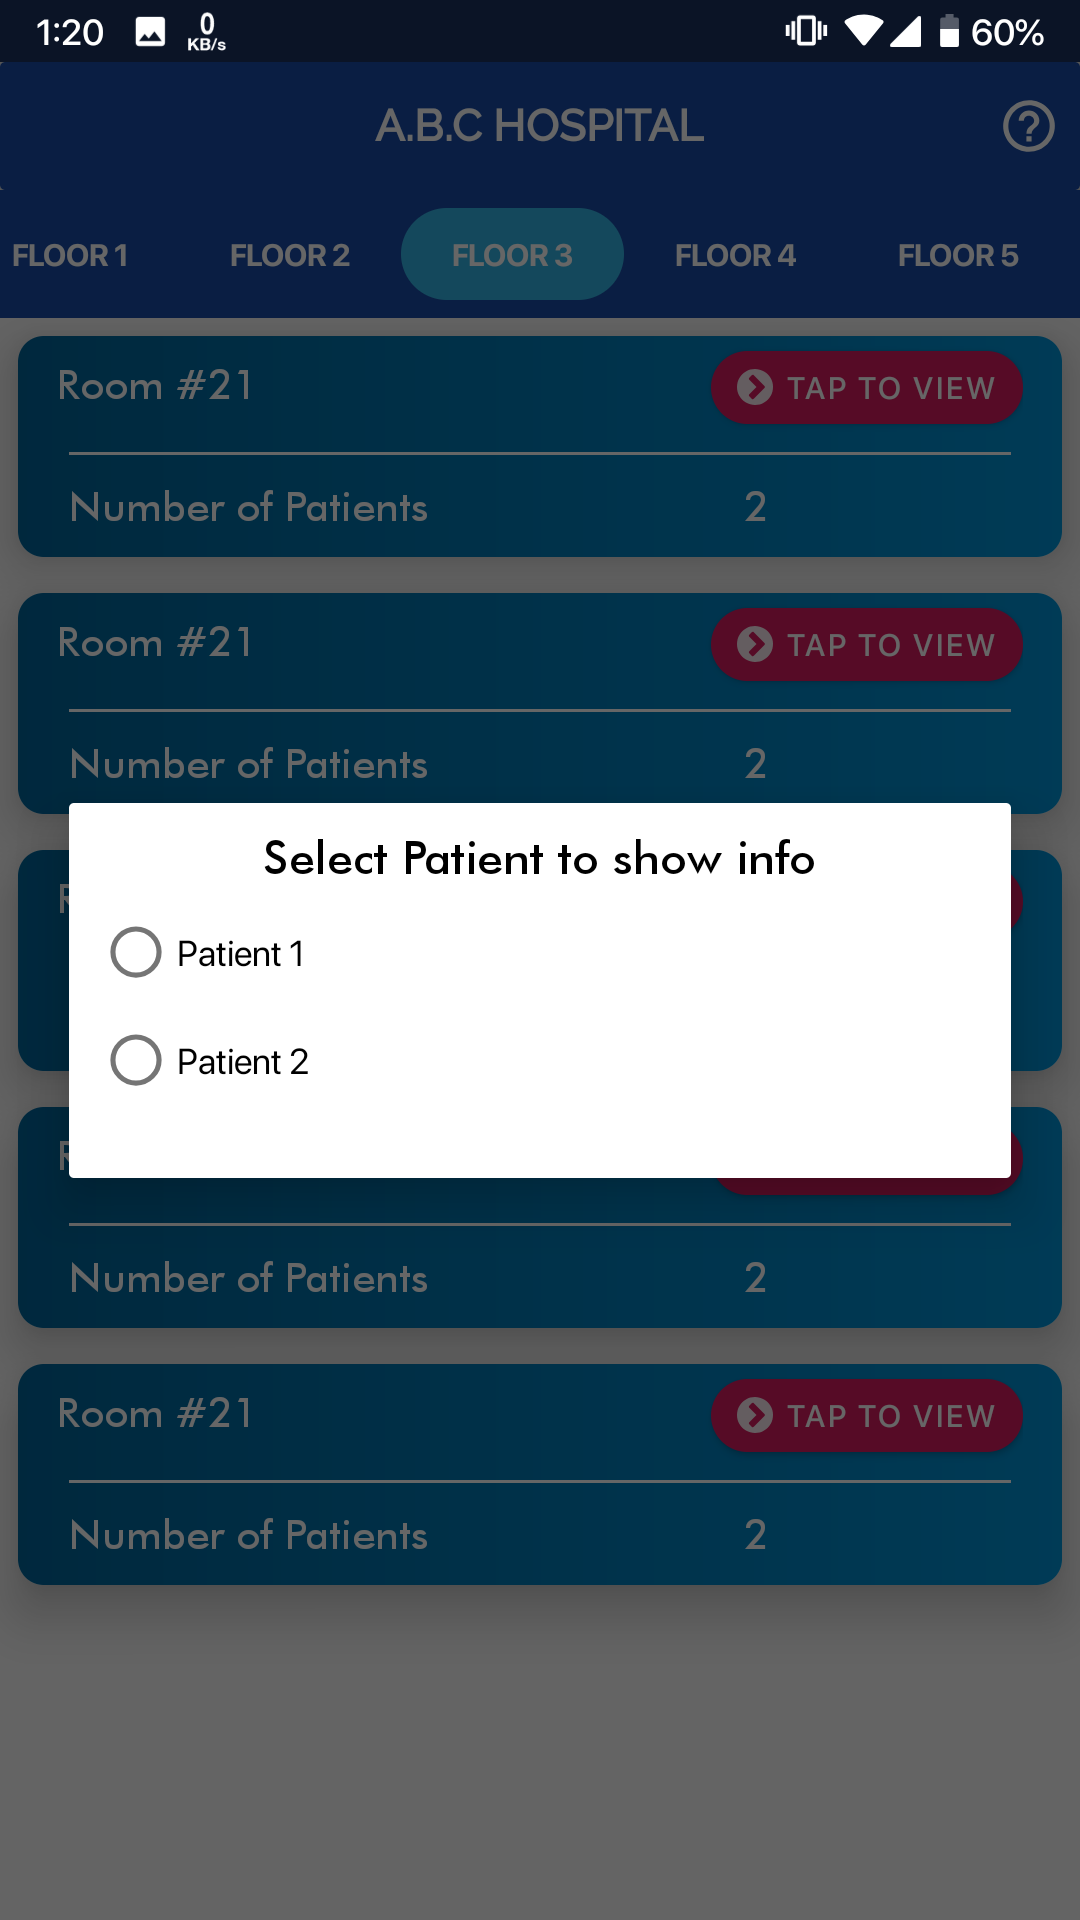 1:20 0 KB/s 60%
A.B.C HOSPITAL
FLOOR 1 FLOOR 2 FLOOR 3 FLOOR 4 FLOOR 5
Room #21 TAP TO VIEW
Number of Patients 2
Room #21 TAP TO VIEW
Number of Patients 2
Select Patient to show info
Patient 1
Patient 2
Number of Patients 2
Room #21 TAP TO VIEW
Number of Patients 2